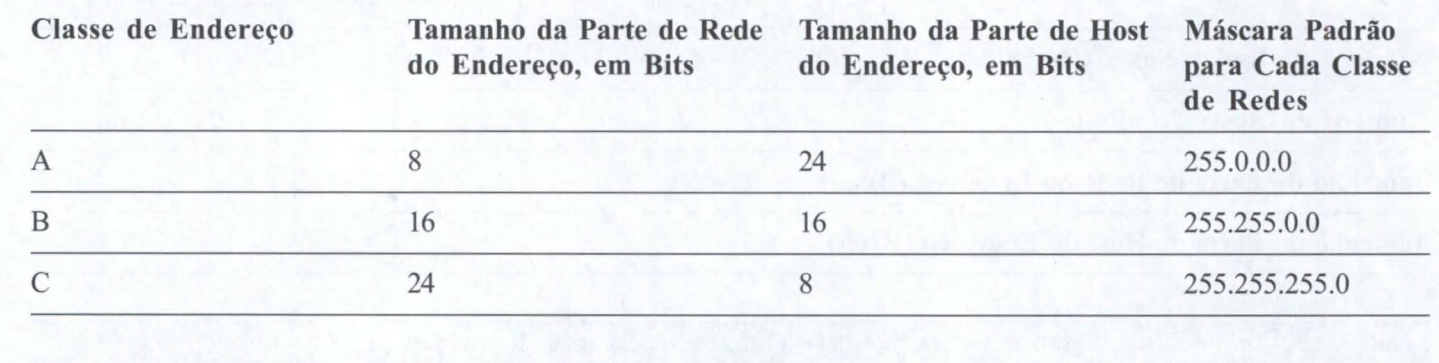 Classe de Endereço Tamanho da Parte de Rede do Endereço, em Bits Tamanho da Parte de Host do Endereço, em Bits Máscara Padrão para Cada Classe de Redes
A 8 24 255.0.0.0
B 16 16 255.255.0.0
C 24 8 255.255.255.0